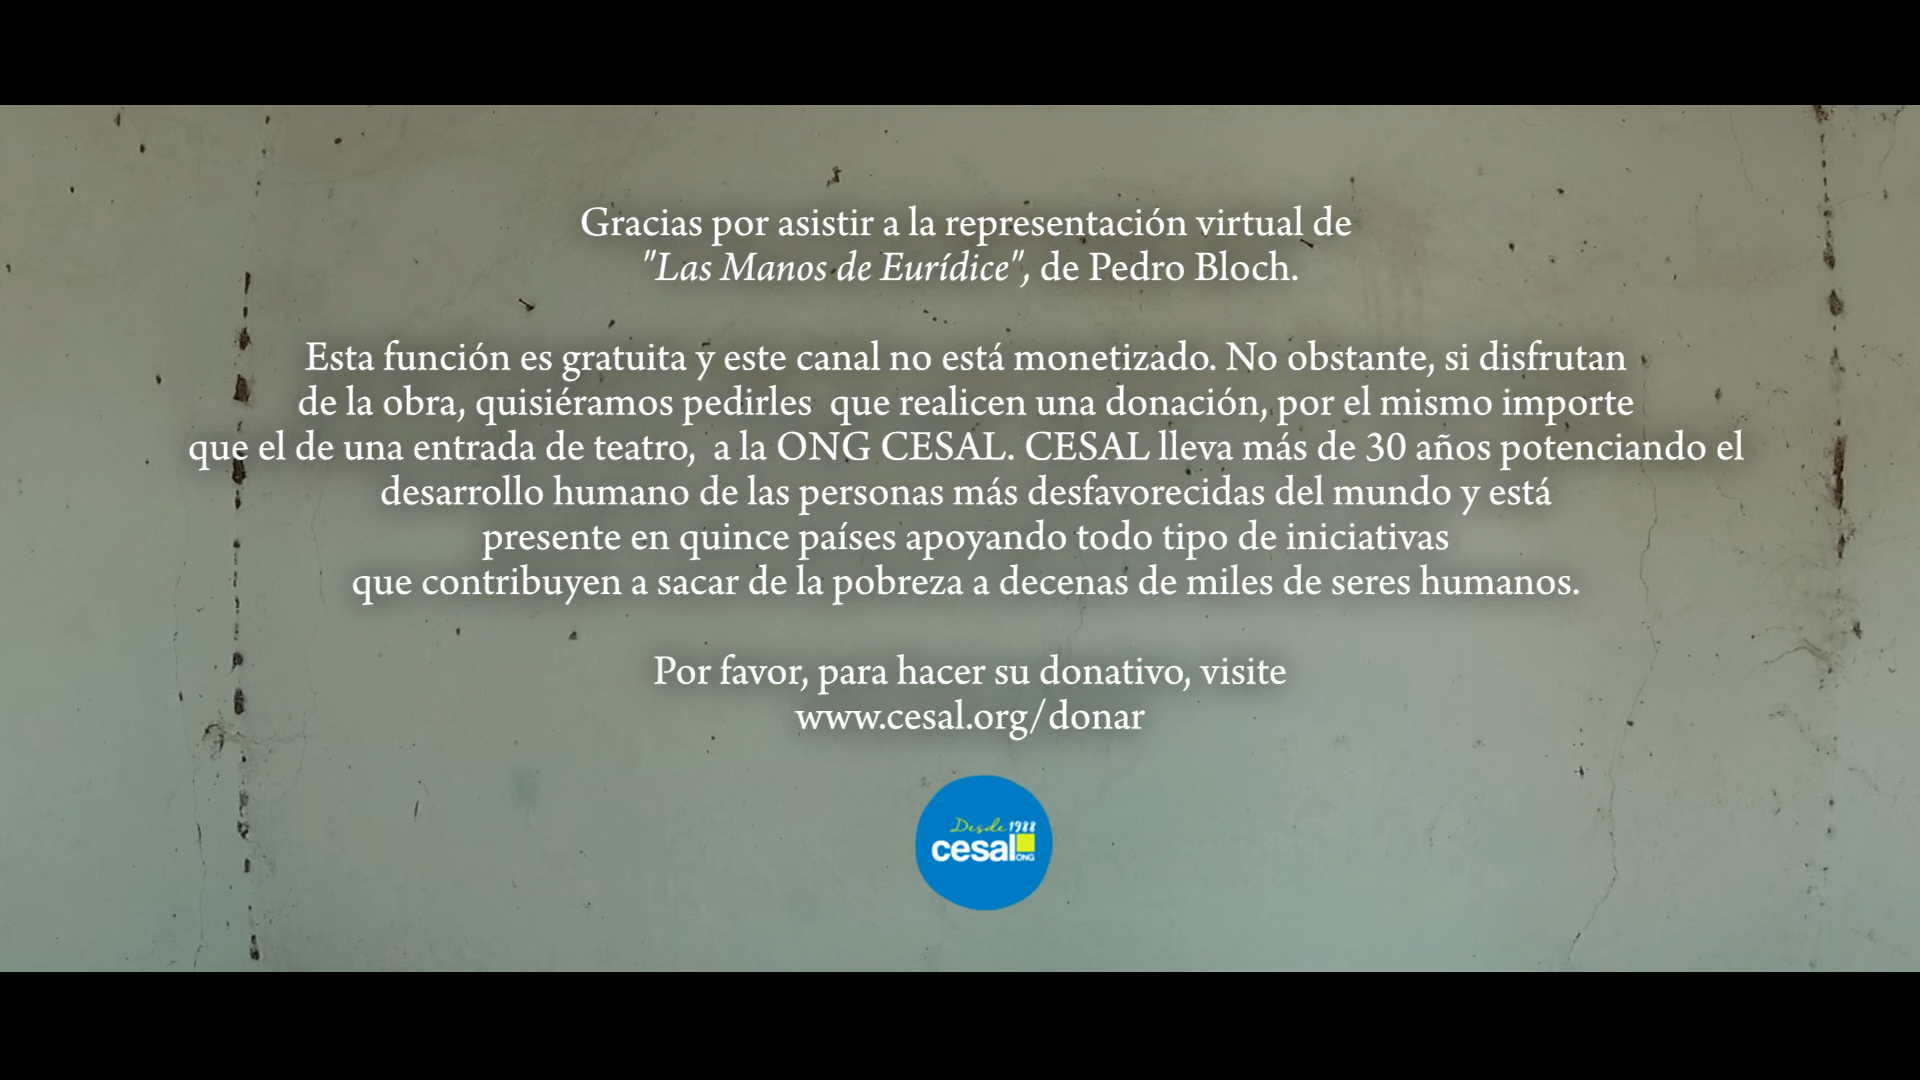 Gracias por asistir a la representación virtual de
"Las Manos de Eurídice", de Pedro Bloch.
Esta función es gratuita y este canal no está monetizado. No obstante, si disfrutan
de la obra, quisiéramos pedirles  que realicen una donación, por el mismo importe
que el de una entrada de teatro,  a la ONG CESAL. CESAL lleva más de 30 años potenciando el
desarrollo humano de las personas más desfavorecidas del mundo y está
presente en quince países apoyando todo tipo de iniciativas
que contribuyen a sacar de la pobreza a decenas de miles de seres humanos.
Por favor, para hacer su donativo, visite
www.cesal.org/donar
Desde 1988
cesal ONG